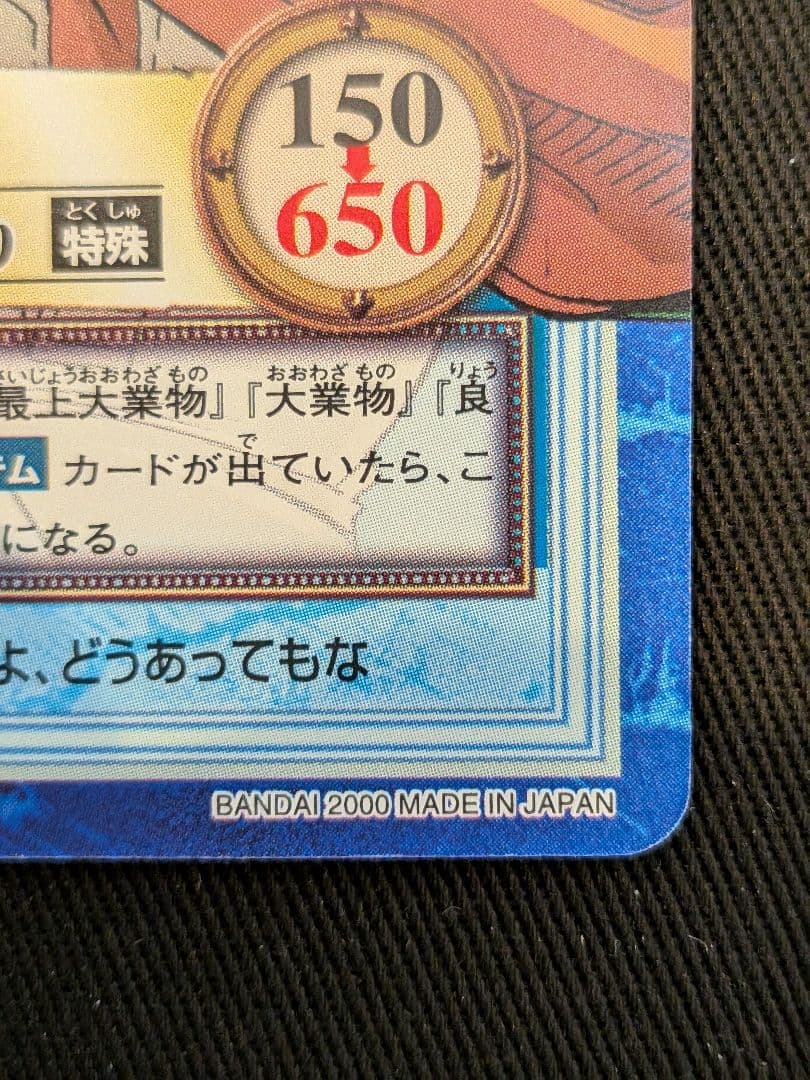 150
650
とくしゅ
特殊
いじょうおおわざもの おおわざもの りょう
最上大業物』『大業物』『良
で
テム カードが出ていたら、こ
になる。
よ、どうあってもな
BANDAI 2000 MADE IN JAPAN